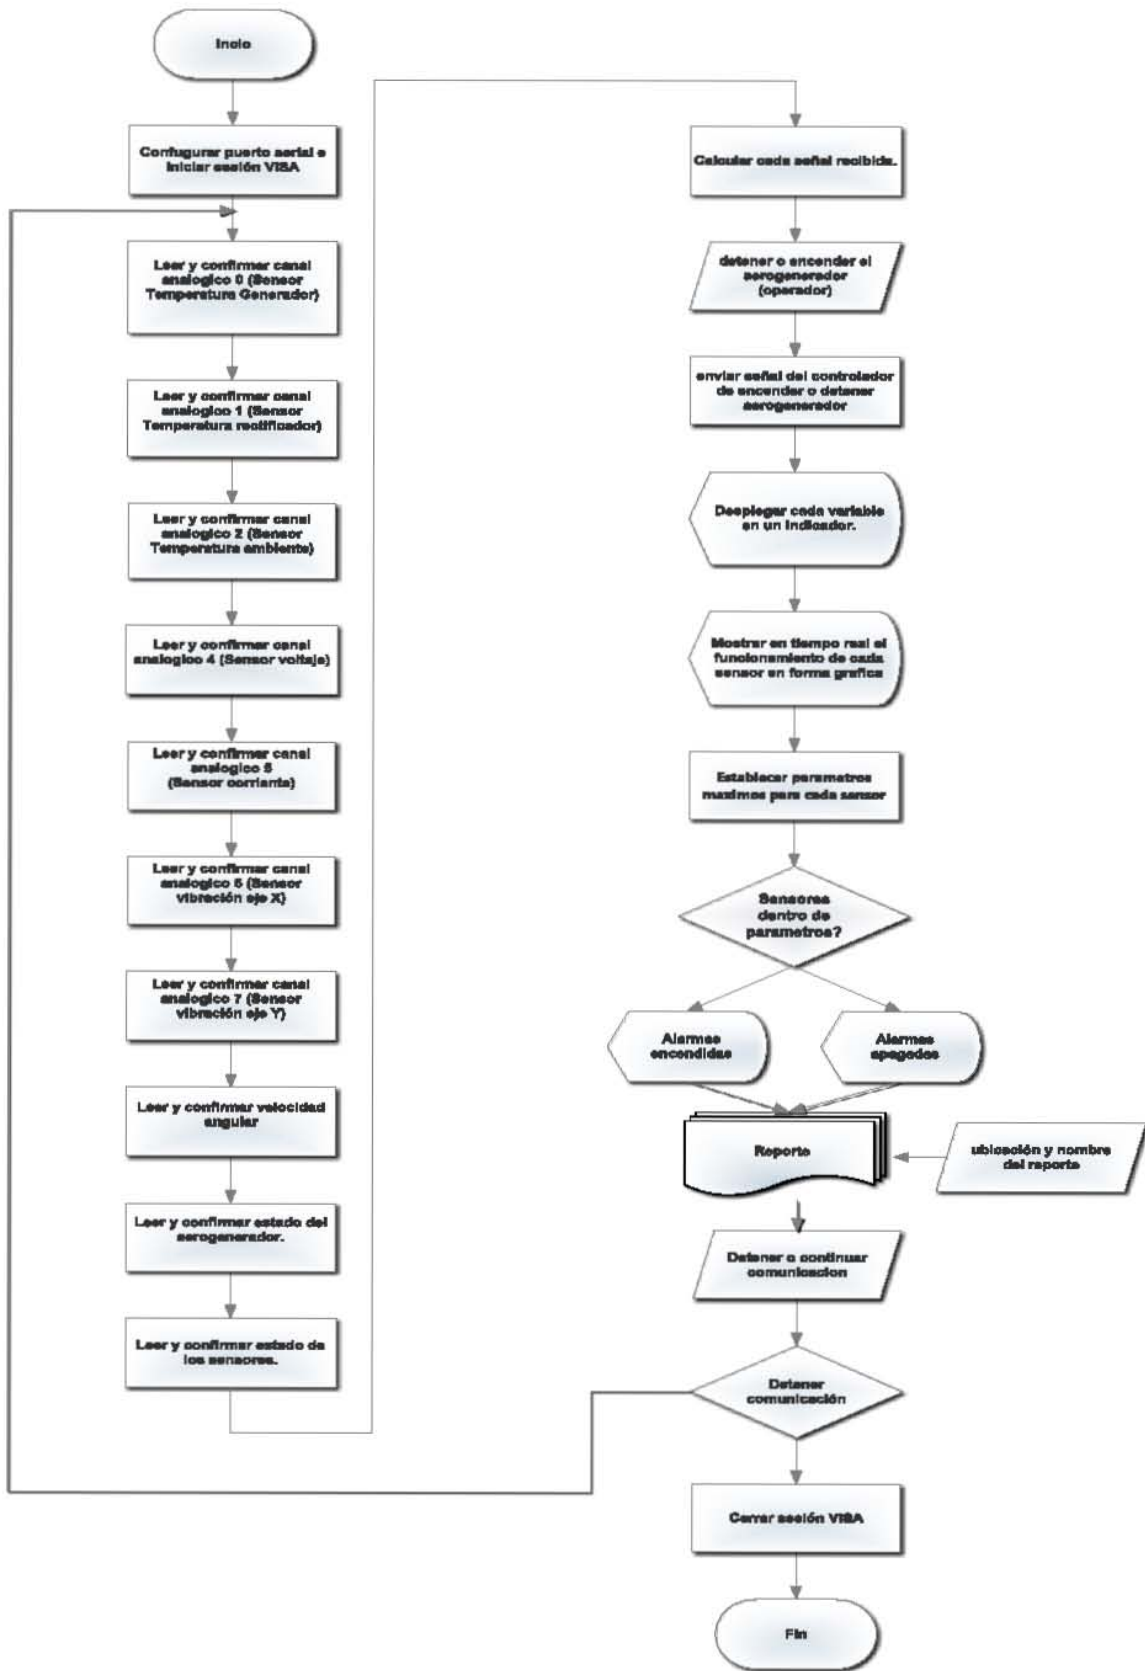 Incio
Confugurar puerto serial e
Iniciar sesión VISA
Leer y confirmar canal
analogico 0 (Sensor
Temperatura Generador)
Leer y confirmar canal
analogico 1 (Sensor
Temperatura rectificador)
Leer y confirmar canal
analogico 2 (Sensor
Temperatura ambiente)
Leer y confirmar canal
analogico 4 (Sensor voltaje)
Leer y confirmar canal
analogico 5
(Sensor corriente)
Leer y confirmar canal
analogico 6 (Sensor
vibración eje X)
Leer y confirmar canal
analogico 7 (Sensor
vibración eje Y)
Leer y confirmar velocidad
angular
Leer y confirmar estado del
aerogenerador.
Leer y confirmar estado de
los sensores.
Calcular cada señal recibida.
detener o encender el
aerogenerador
(operador)
enviar señal del controlador
de encender o detener
aerogenerador
Desplegar cada variable
en un indicador.
Mostrar en tiempo real el
funcionamiento de cada
sensor en forma grafica
Establecer parametros
maximos para cada sensor
Sensores
dentro de
parametros?
Alarmas
encendidas
Alarmas
apagadas
Reporte
ubicación y nombre
del reporte
Detener o continuar
comunicacion
Detener
comunicación
Cerrar sesión VISA
Fin